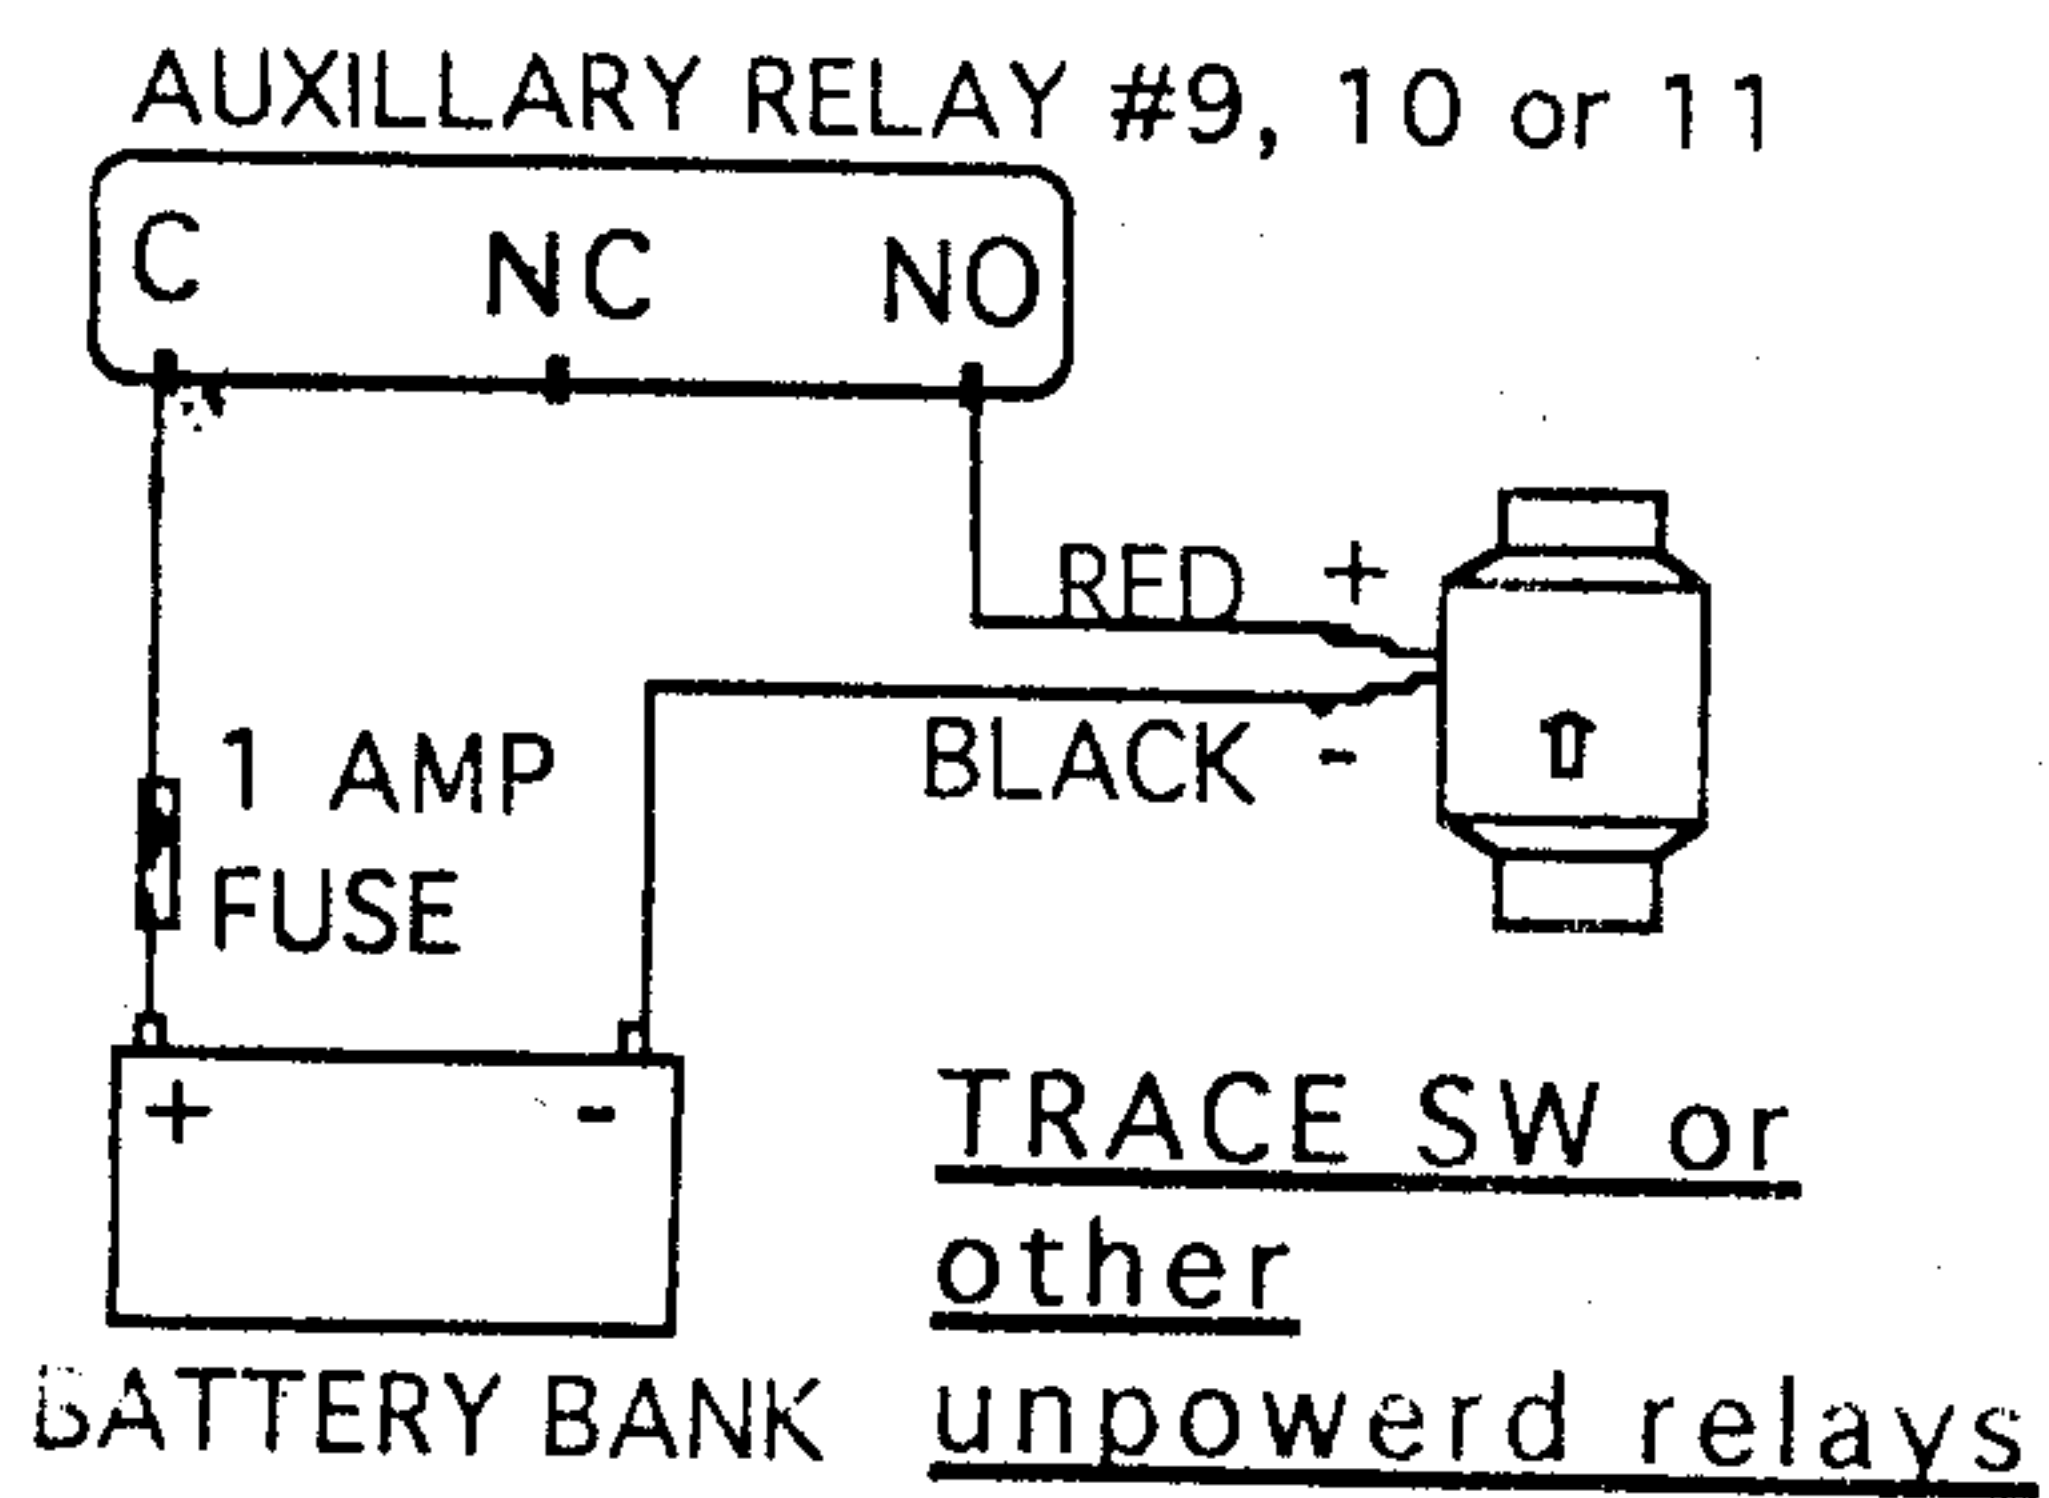 AUXILLARY RELAY #9, 10 or 11
C NC NO
RED +
BLACK -
1 AMP
FUSE
+ -
BATTERY BANK
TRACE SW or
other
unpowerd relays